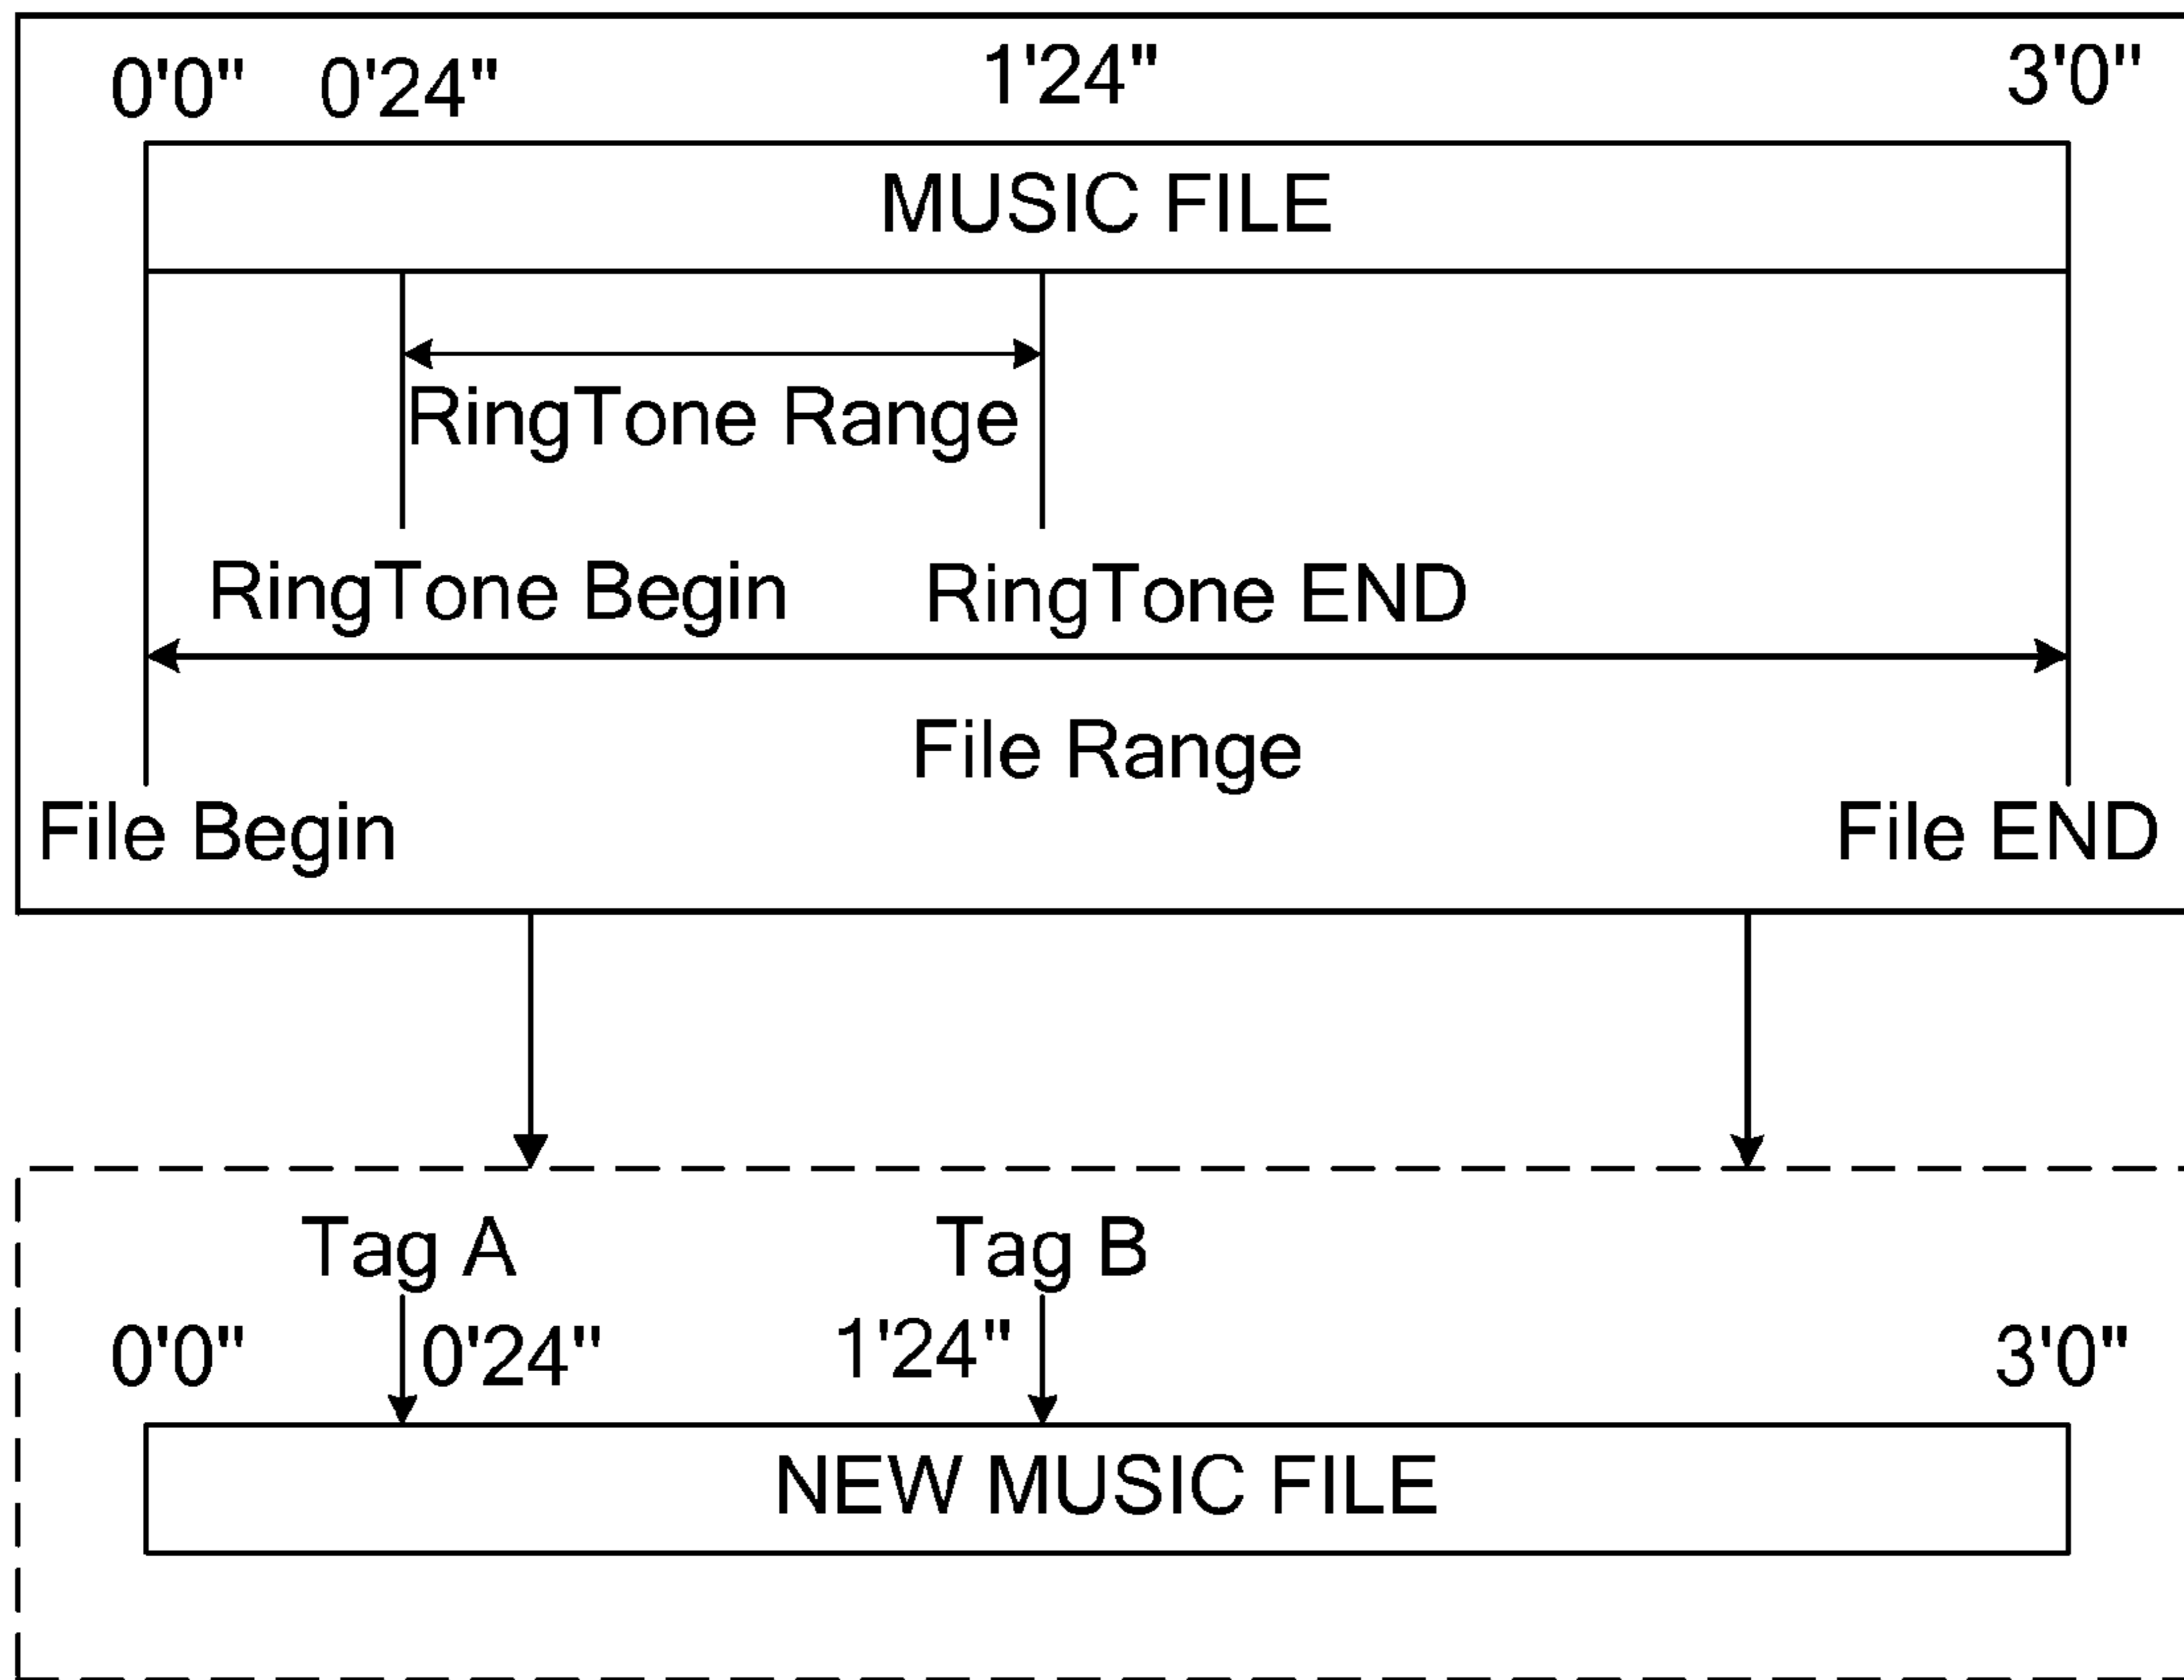 0'0" 0'24" 1'24" 3'0"
MUSIC FILE
RingTone Range
RingTone Begin RingTone END
File Range
File Begin File END
Tag A Tag B
0'0" 0'24" 1'24" 3'0"
NEW MUSIC FILE